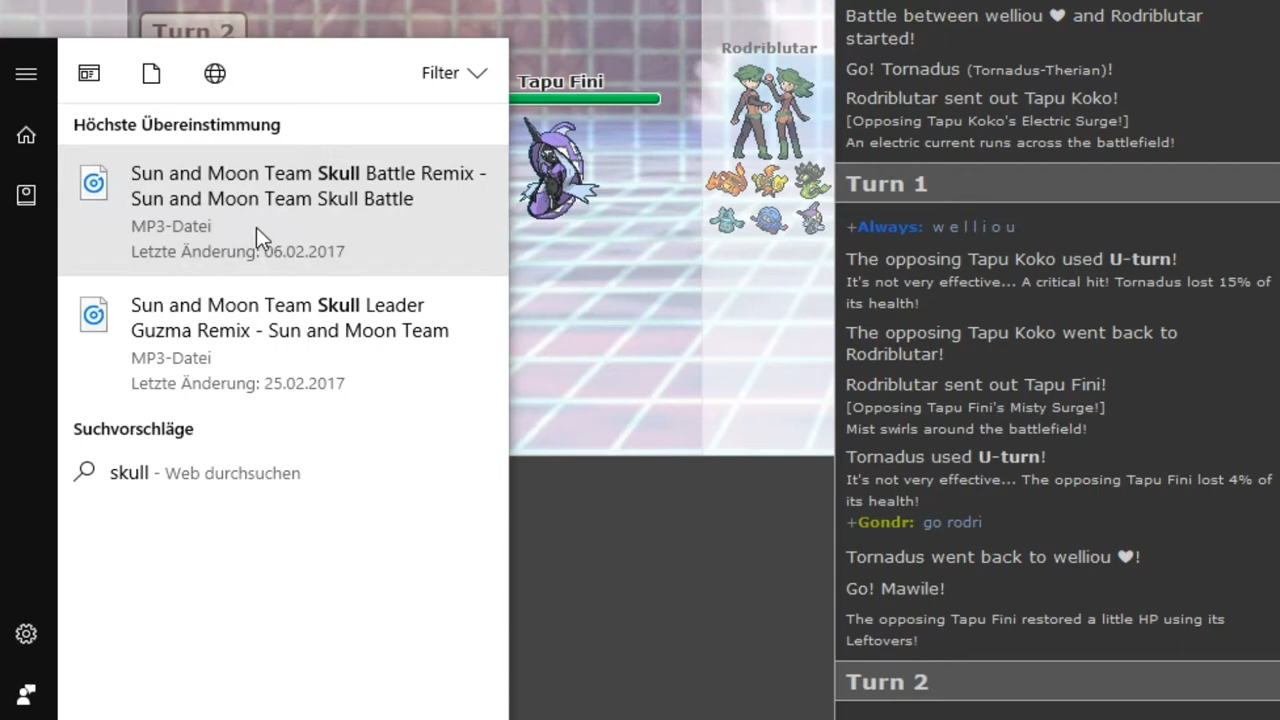 Turn 2
Filter
Höchste Übereinstimmung
Sun and Moon Team Skull Battle Remix -
Sun and Moon Team Skull Battle
MP3-Datei
Letzte Änderung: 06.02.2017
Sun and Moon Team Skull Leader
Guzma Remix - Sun and Moon Team
MP3-Datei
Letzte Änderung: 25.02.2017
Suchvorschläge
skull - Web durchsuchen
Tapu Fini
Rodriblutar
Battle between welliou ♥ and Rodriblutar
started!
Go! Tornadus (Tornadus-Therian)!
Rodriblutar sent out Tapu Koko!
[Opposing Tapu Koko's Electric Surge!]
An electric current runs across the battlefield!
Turn 1
+Always: w e l l i o u
The opposing Tapu Koko used U-turn!
It's not very effective... A critical hit! Tornadus lost 15% of
its health!
The opposing Tapu Koko went back to
Rodriblutar!
Rodriblutar sent out Tapu Fini!
[Opposing Tapu Fini's Misty Surge!]
Mist swirls around the battlefield!
Tornadus used U-turn!
It's not very effective... The opposing Tapu Fini lost 4% of
its health!
+Gondr: go rodri
Tornadus went back to welliou ♥!
Go! Mawile!
The opposing Tapu Fini restored a little HP using its
Leftovers!
Turn 2